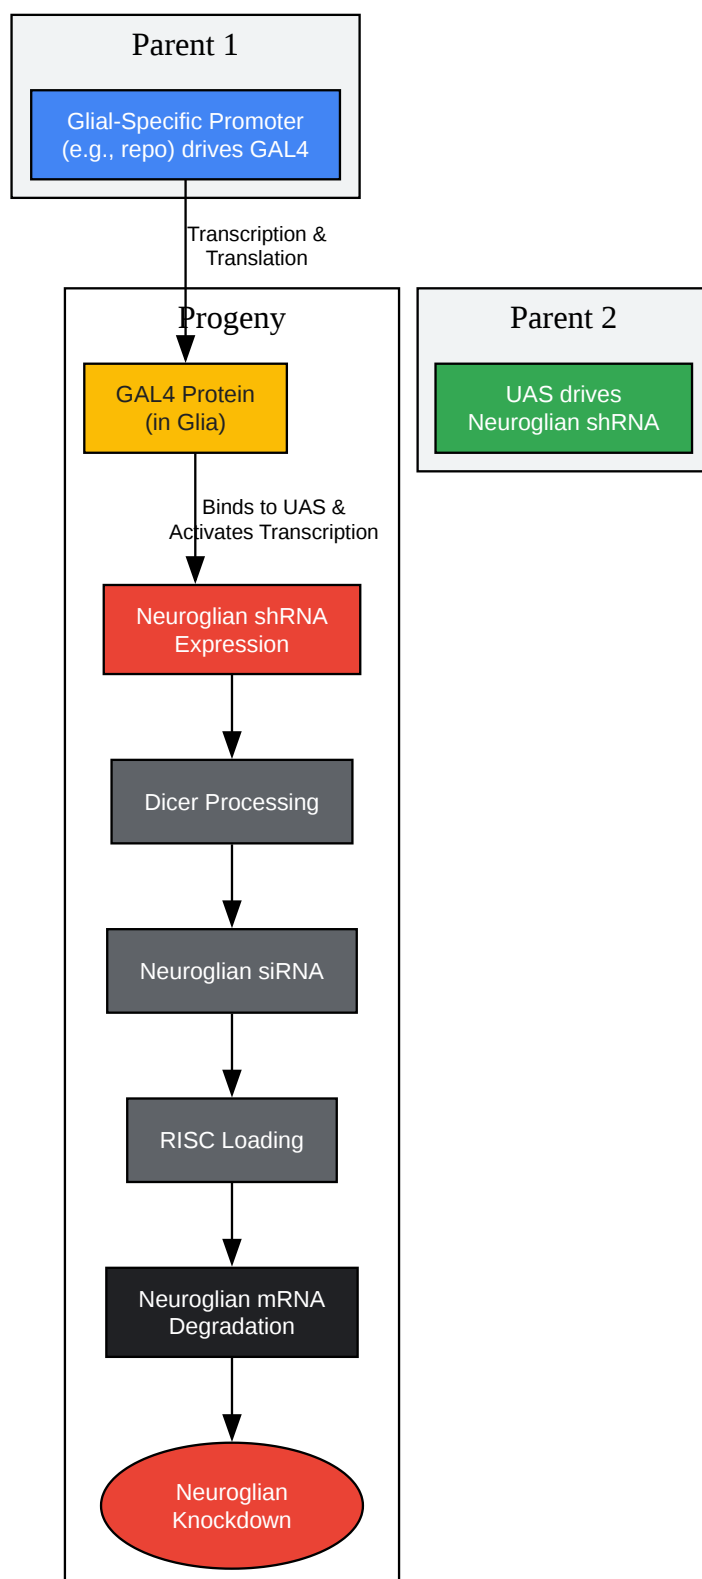 Parent 1
Glial-Specific Promoter
(e.g., repo) drives GAL4
Transcription &
Translation
Progeny
Parent 2
GAL4 Protein
(in Glia)
UAS drives
Neuroglian shRNA
Binds to UAS &
Activates Transcription
Neuroglian shRNA
Expression
Dicer Processing
Neuroglian siRNA
RISC Loading
Neuroglian mRNA
Degradation
Neuroglian
Knockdown